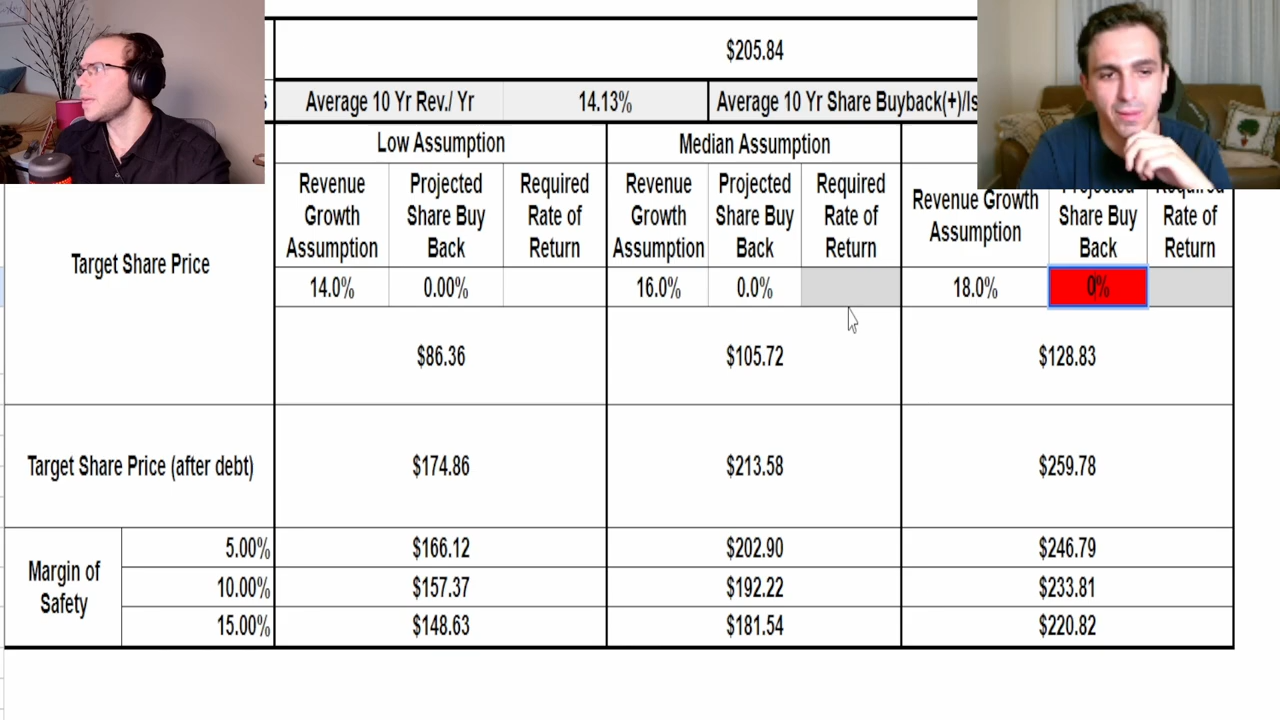 $205.84
Average 10 Yr Rev./ Yr
14.13%
Average 10 Yr Share Buyback(+)/Is
Low Assumption
Median Assumption
Target Share Price
Revenue
Growth
Assumption
Projected
Share Buy
Back
Required
Rate of
Return
Revenue
Growth
Assumption
Projected
Share Buy
Back
Required
Rate of
Return
Revenue Growth
Assumption
Projected
Share Buy
Back
Required
Rate of
Return
14.0%
0.00%
16.0%
0.0%
18.0%
0%
$86.36
$105.72
$128.83
Target Share Price (after debt)
$174.86
$213.58
$259.78
Margin of
Safety
5.00%
$166.12
$202.90
$246.79
10.00%
$157.37
$192.22
$233.81
15.00%
$148.63
$181.54
$220.82